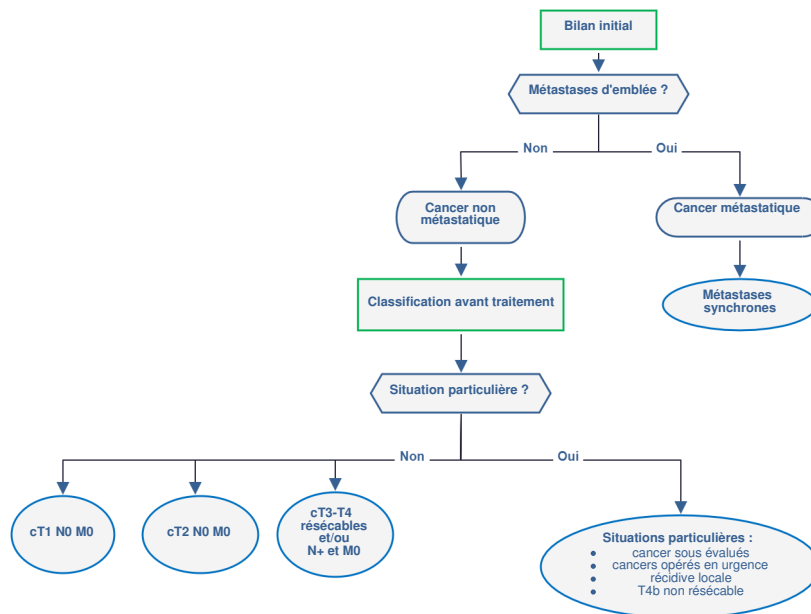 Bilan initial
Métastases d'emblée ?
Non
Oui
Cancer non
métastatique
Cancer métastatique
Classification avant traitement
Métastases
synchrones
Situation particulière ?
Non
Oui
cT1 N0 M0
cT2 N0 M0
cT3-T4
résécables
et/ou
N+ et M0
Situations particulières :
• cancer sous évalués
• cancers opérés en urgence
• récidive locale
• T4b non résécable